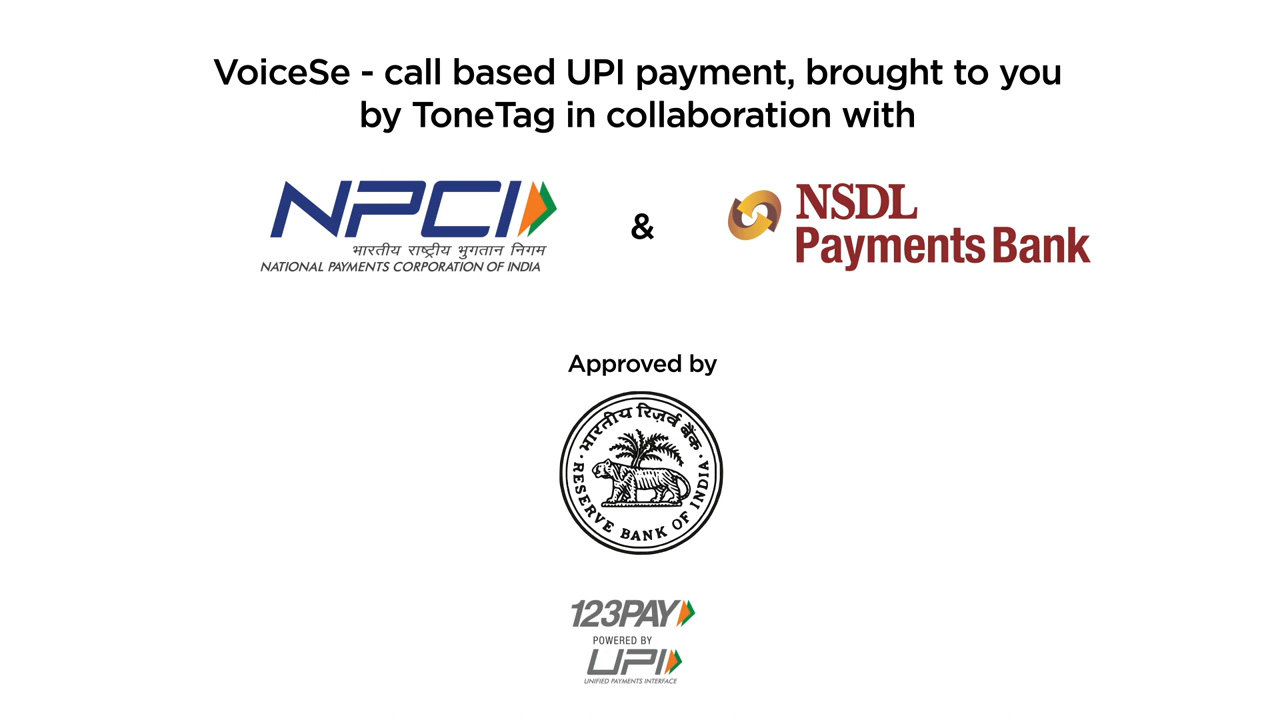 VoiceSe - call based UPI payment, brought to you
by ToneTag in collaboration with
NPCI
भारतीय राष्ट्रीय भुगतान निगम
NATIONAL PAYMENTS CORPORATION OF INDIA
&
NSDL
Payments Bank
Approved by
भारतीय रिज़र्व बैंक
RESERVE BANK OF INDIA
123PAY
POWERED BY
UPI
UNIFIED PAYMENTS INTERFACE